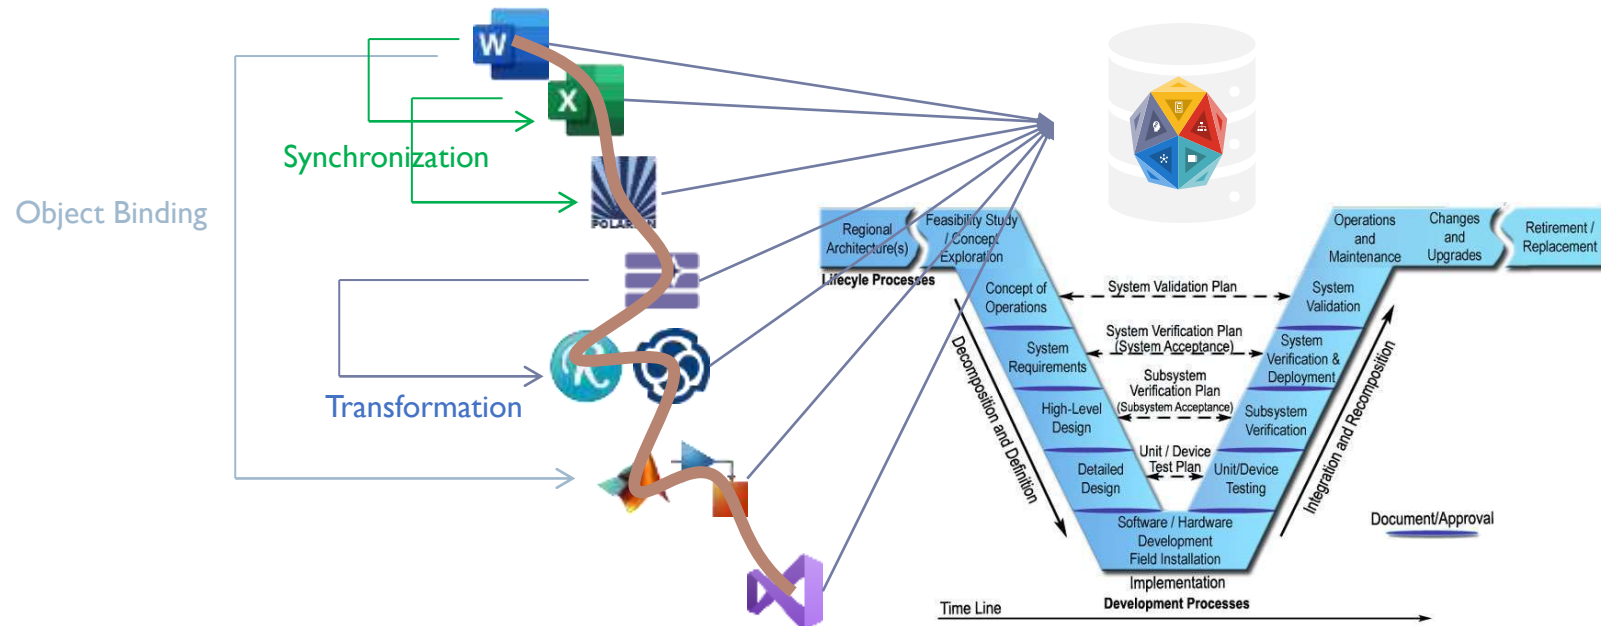 W
X
Synchronization
POLARION
Object Binding
Transformation
R
Regional
Architecture(s)
Feasibility Study
/ Concept
Exploration
Operations
and
Maintenance
Changes
and
Upgrades
Retirement /
Replacement
Lifecyle Processes
Concept of
Operations
System Validation Plan
System
Validation
System
Requirements
System Verification Plan
(System Acceptance)
System
Verification &
Deployment
High-Level
Design
Subsystem
Verification Plan
(Subsystem Acceptance)
Subsystem
Verification
Detailed
Design
Unit / Device
Test Plan
Unit/Device
Testing
Decomposition and Definition
Integration and Recomposition
Software / Hardware
Development
Field Installation
Document/Approval
Implementation
Development Processes
Time Line